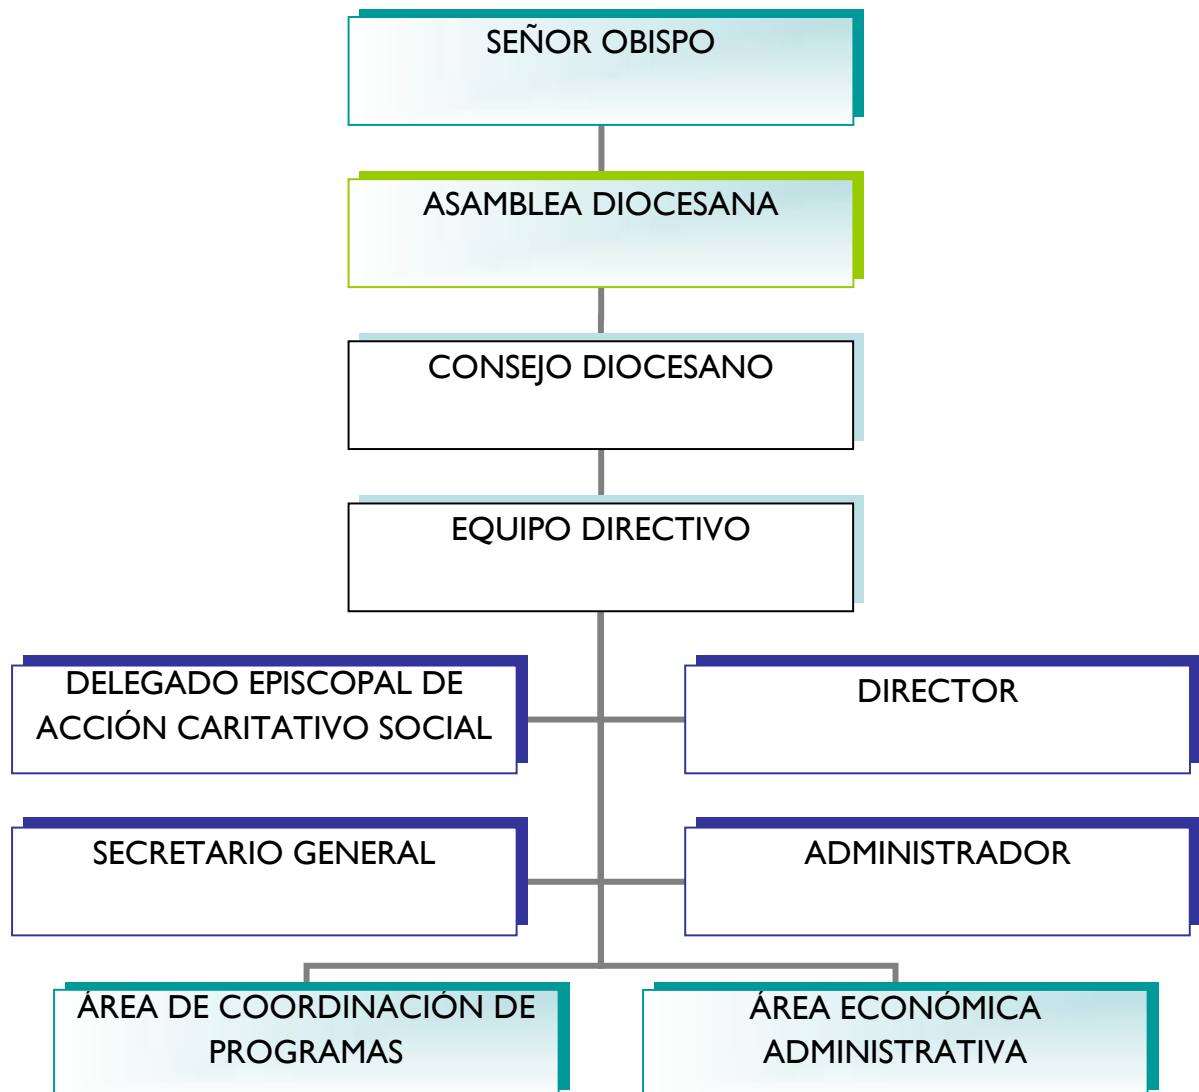 SEÑOR OBISPO
ASAMBLEA DIOCESANA
CONSEJO DIOCESANO
EQUIPO DIRECTIVO
DELEGADO EPISCOPAL DE
ACCIÓN CARITATIVO SOCIAL
DIRECTOR
SECRETARIO GENERAL
ADMINISTRADOR
ÁREA DE COORDINACIÓN DE
PROGRAMAS
ÁREA ECONÓMICA
ADMINISTRATIVA